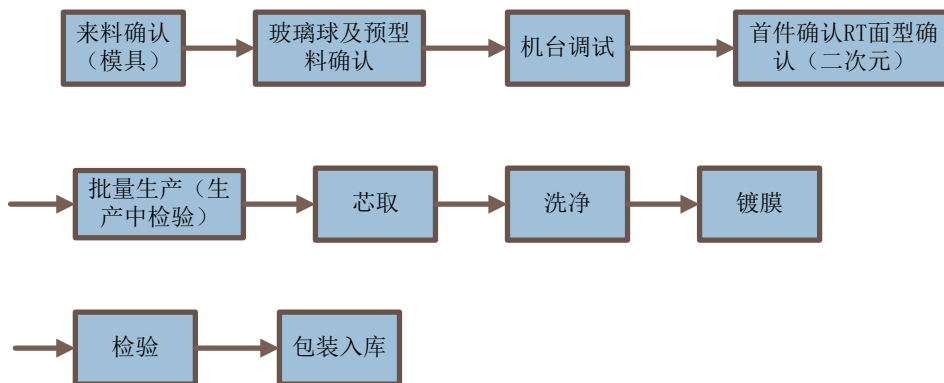 来料确认
（模具）
玻璃球及预型
料确认
机台调试
首件确认RT面型确
认（二次元）
批量生产（生
产中检验）
芯取
洗净
镀膜
检验
包装入库